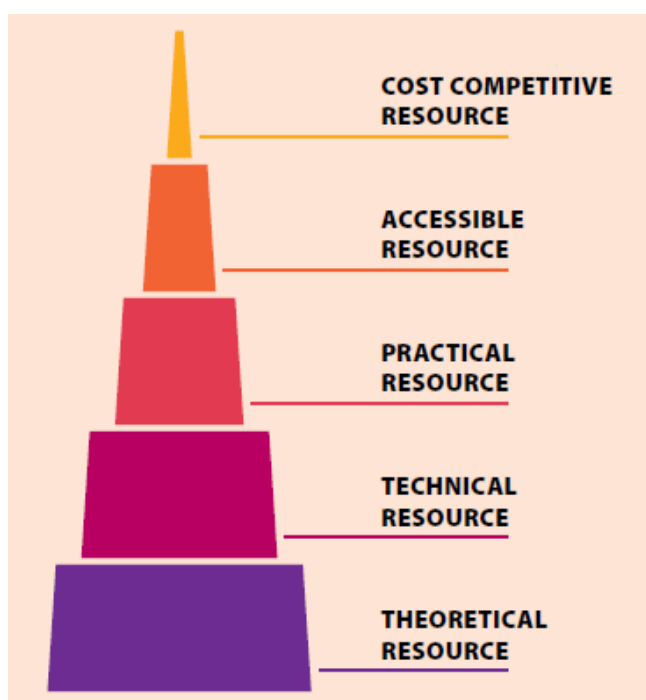 COST COMPETITIVE
RESOURCE
ACCESSIBLE
RESOURCE
PRACTICAL
RESOURCE
TECHNICAL
RESOURCE
THEORETICAL
RESOURCE